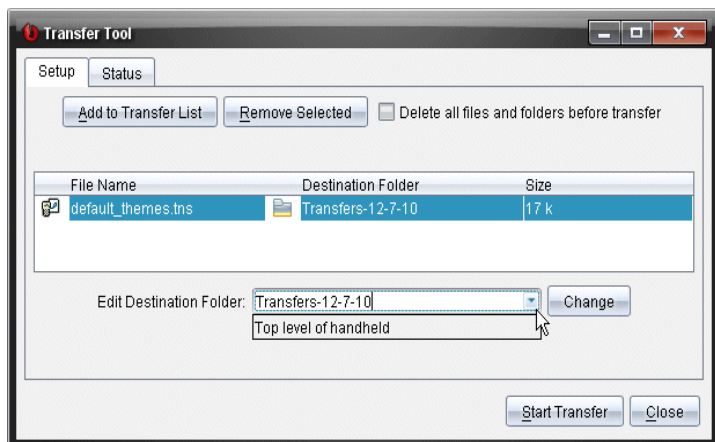 Transfer Tool
Setup Status
Add to Transfer List Remove Selected Delete all files and folders before transfer
File Name Destination Folder Size
default_themes.tns Transfers-12-7-10 17 k
Edit Destination Folder: Transfers-12-7-10 Change
Top level of handheld
Start Transfer Close